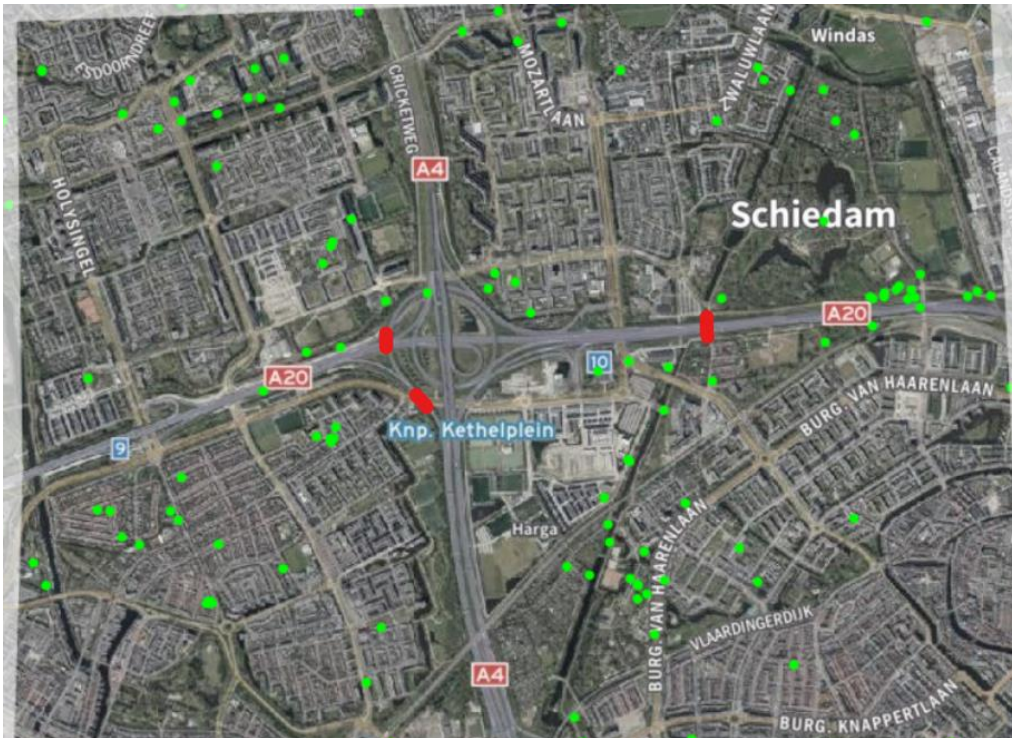 Windas
ESDOORNDREEF
MOZARTLAAN
ZWALUWLAAN
CRICKETWEG
A4
HOLYSINGEL
Schiedam
A20
10
A20
BURG. VAN HAARENLAAN
Knp. Kethelplein
9
Harga
BURG. VAN HAARENLAAN
VLAARDINGERDIJK
A4
BURG. KNAPPERTLAAN